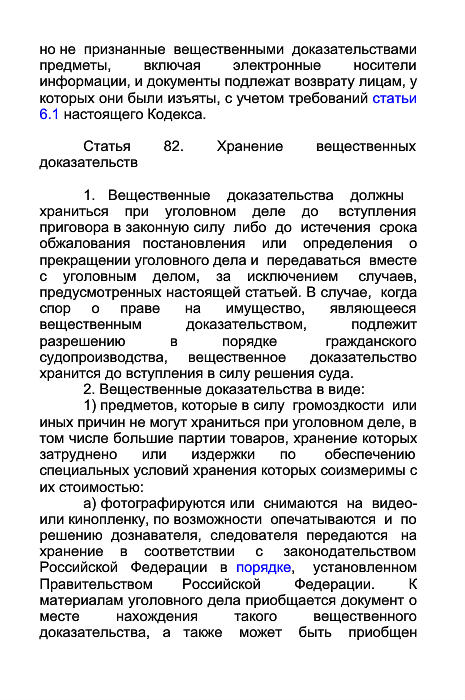 но не признанные вещественными доказательствами
предметы, включая электронные носители
информации, и документы подлежат возврату лицам, у
которых они были изъяты, с учетом требований статьи
6.1 настоящего Кодекса.
Статья 82. Хранение вещественных
доказательств
1. Вещественные доказательства должны
храниться при уголовном деле до вступления
приговора в законную силу либо до истечения срока
обжалования постановления или определения о
прекращении уголовного дела и передаваться вместе
с уголовным делом, за исключением случаев,
предусмотренных настоящей статьей. В случае, когда
спор о праве на имущество, являющееся
вещественным доказательством, подлежит
разрешению в порядке гражданского
судопроизводства, вещественное доказательство
хранится до вступления в силу решения суда.
2. Вещественные доказательства в виде:
1) предметов, которые в силу громоздкости или
иных причин не могут храниться при уголовном деле, в
том числе большие партии товаров, хранение которых
затруднено или издержки по обеспечению
специальных условий хранения которых соизмеримы с
их стоимостью:
а) фотографируются или снимаются на видео-
или кинопленку, по возможности опечатываются и по
решению дознавателя, следователя передаются на
хранение в соответствии с законодательством
Российской Федерации в порядке, установленном
Правительством Российской Федерации. К
материалам уголовного дела приобщается документ о
месте нахождения такого вещественного
доказательства, а также может быть приобщен